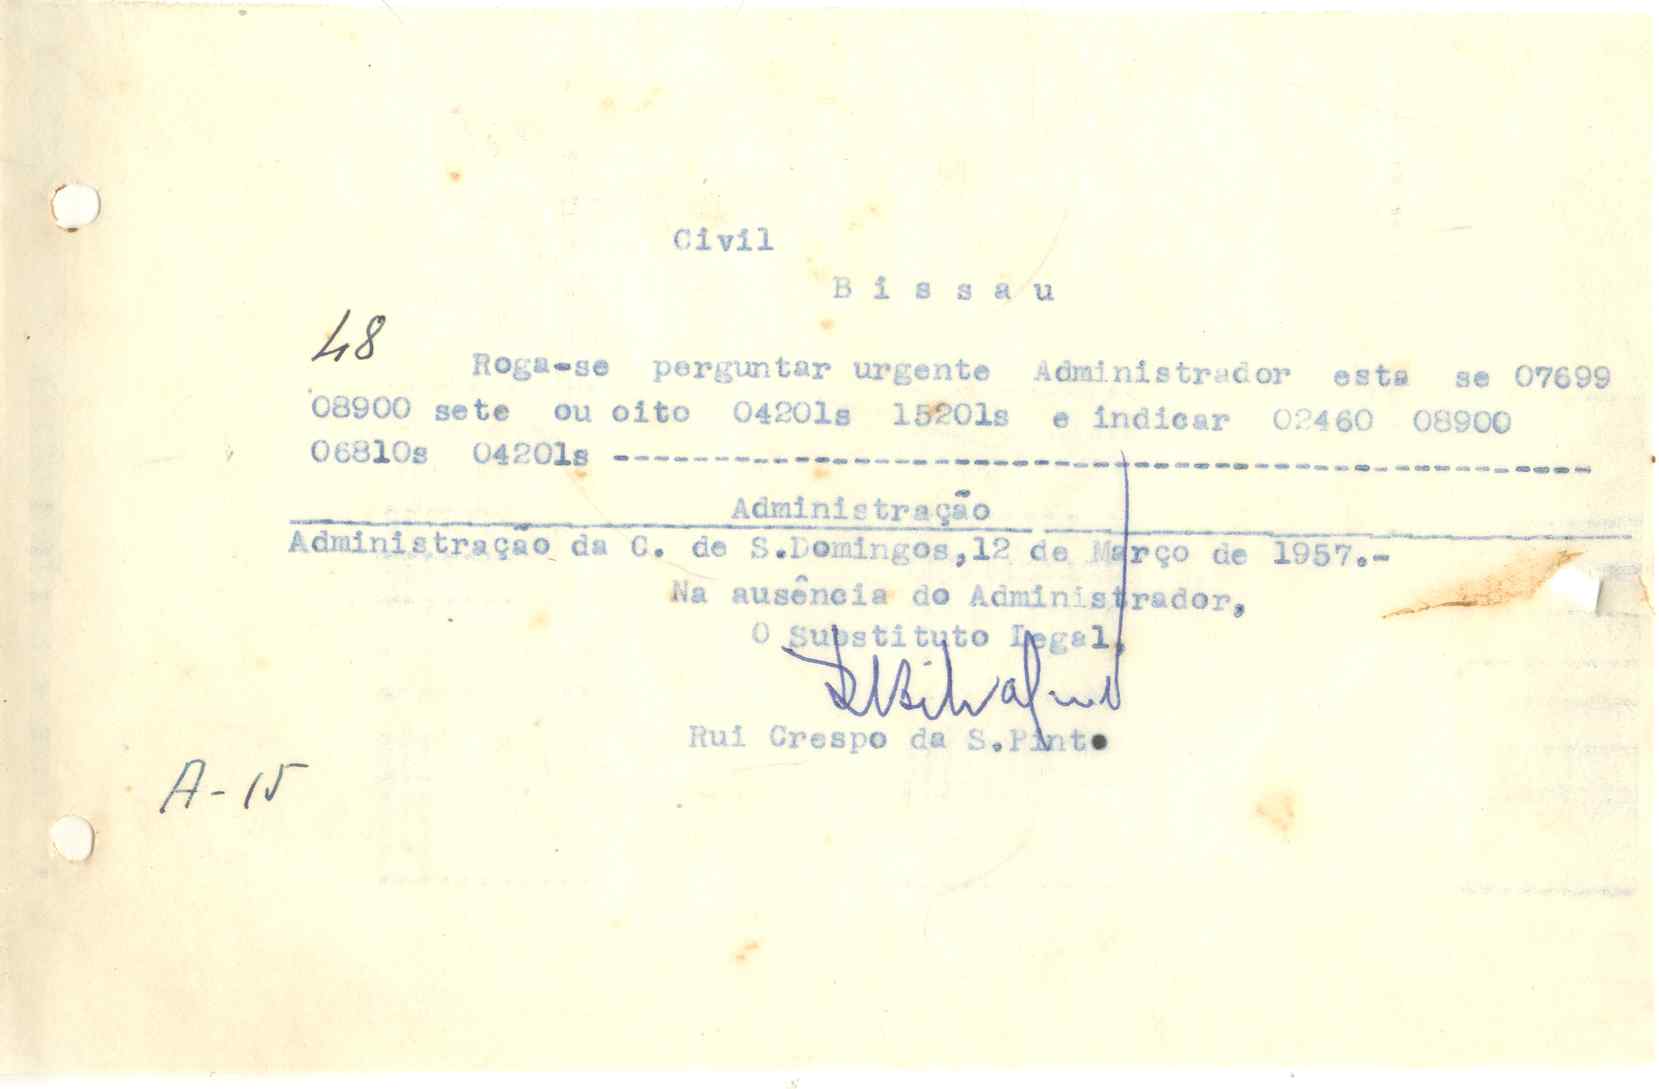 Civil
B i s s a u
48
Roga-se perguntar urgente Administrador esta se 07699
08900 sete ou oito 04201s 15201s e indicar 02460 08900
06810s 04201s --------------------------------------------------
Administração
Administraçao da C. de S.Domingos,12 de Março de 1957.-
Na ausência do Administrador,
O Substituto Legal,
Rui Crespo da S.Pinto
A-15